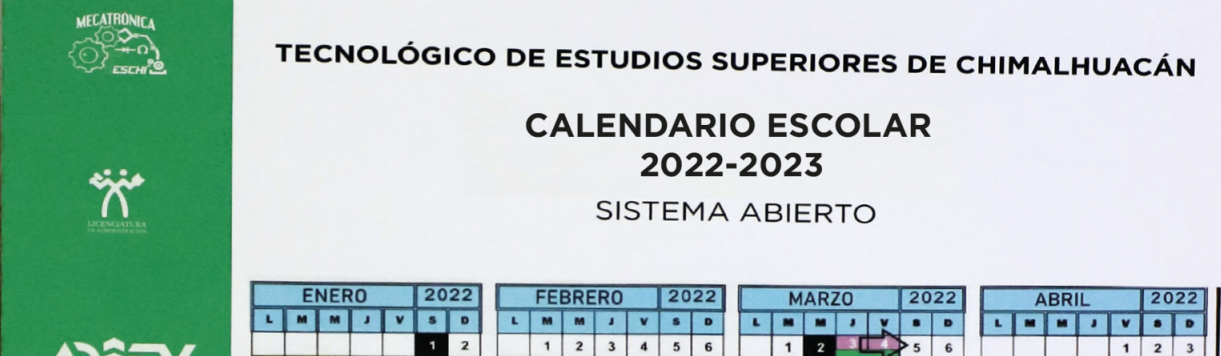 MECATRÓNICA
TECNOLÓGICO DE ESTUDIOS SUPERIORES DE CHIMALHUACÁN
CALENDARIO ESCOLAR
2022-2023
SISTEMA ABIERTO
LICENCIATURA
ENERO 2022 FEBRERO 2022 MARZO 2022 ABRIL 2022
L M M J V S D L M M J V S D L M M J V S D L M M J V S D
1 2 1 2 3 4 5 6 1 2 3 4 5 6 1 2 3